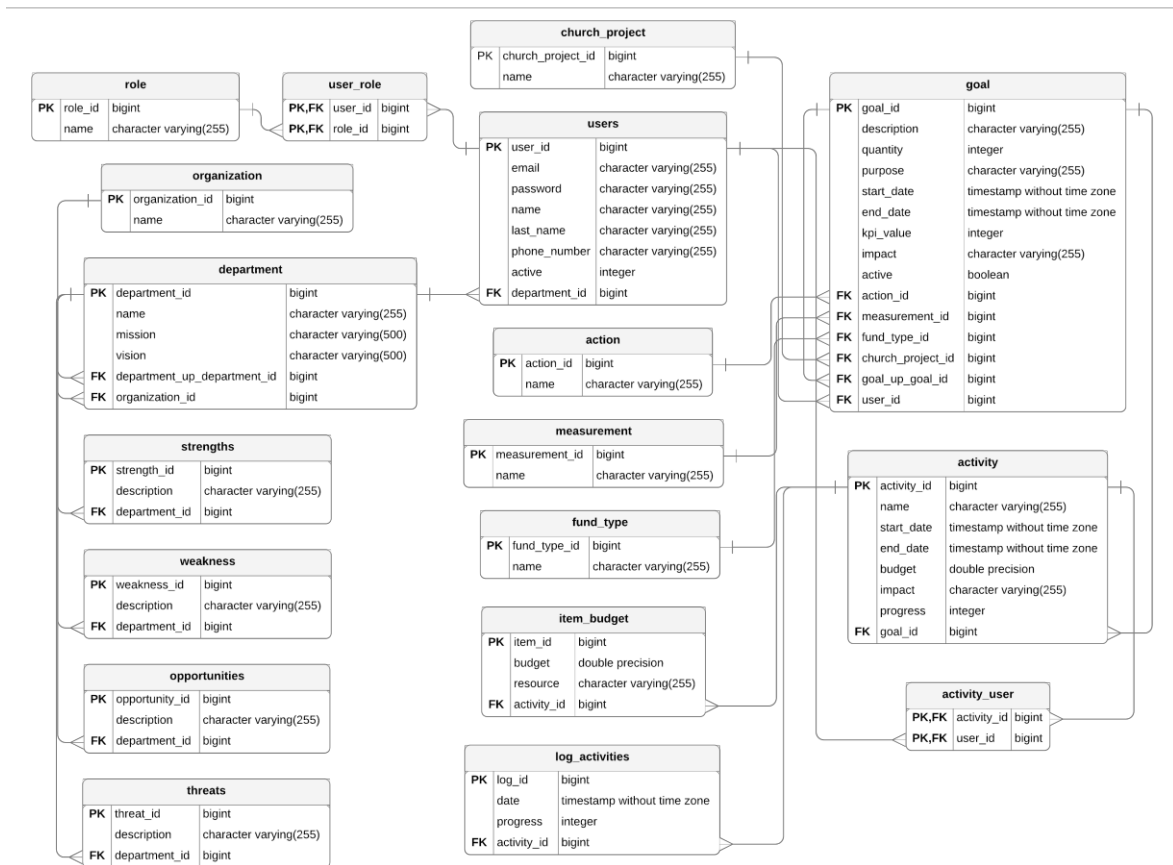 church_project
PK church_project_id bigint
name character varying(255)
role
PK role_id bigint
name character varying(255)
user_role
PK,FK user_id bigint
PK,FK role_id bigint
users
PK user_id bigint
email character varying(255)
password character varying(255)
name character varying(255)
last_name character varying(255)
phone_number character varying(255)
active integer
FK department_id bigint
goal
PK goal_id bigint
description character varying(255)
quantity integer
purpose character varying(255)
start_date timestamp without time zone
end_date timestamp without time zone
kpi_value integer
impact character varying(255)
active boolean
FK action_id bigint
FK measurement_id bigint
FK fund_type_id bigint
FK church_project_id bigint
FK goal_up_goal_id bigint
FK user_id bigint
organization
PK organization_id bigint
name character varying(255)
department
PK department_id bigint
name character varying(255)
mission character varying(500)
vision character varying(500)
FK department_up_department_id bigint
FK organization_id bigint
action
PK action_id bigint
name character varying(255)
measurement
PK measurement_id bigint
name character varying(255)
strengths
PK strength_id bigint
description character varying(255)
FK department_id bigint
activity
PK activity_id bigint
name character varying(255)
start_date timestamp without time zone
end_date timestamp without time zone
budget double precision
impact character varying(255)
progress integer
FK goal_id bigint
fund_type
PK fund_type_id bigint
name character varying(255)
weakness
PK weakness_id bigint
description character varying(255)
FK department_id bigint
item_budget
PK item_id bigint
budget double precision
resource character varying(255)
FK activity_id bigint
opportunities
PK opportunity_id bigint
description character varying(255)
FK department_id bigint
activity_user
PK,FK activity_id bigint
PK,FK user_id bigint
log_activities
PK log_id bigint
date timestamp without time zone
progress integer
FK activity_id bigint
threats
PK threat_id bigint
description character varying(255)
FK department_id bigint